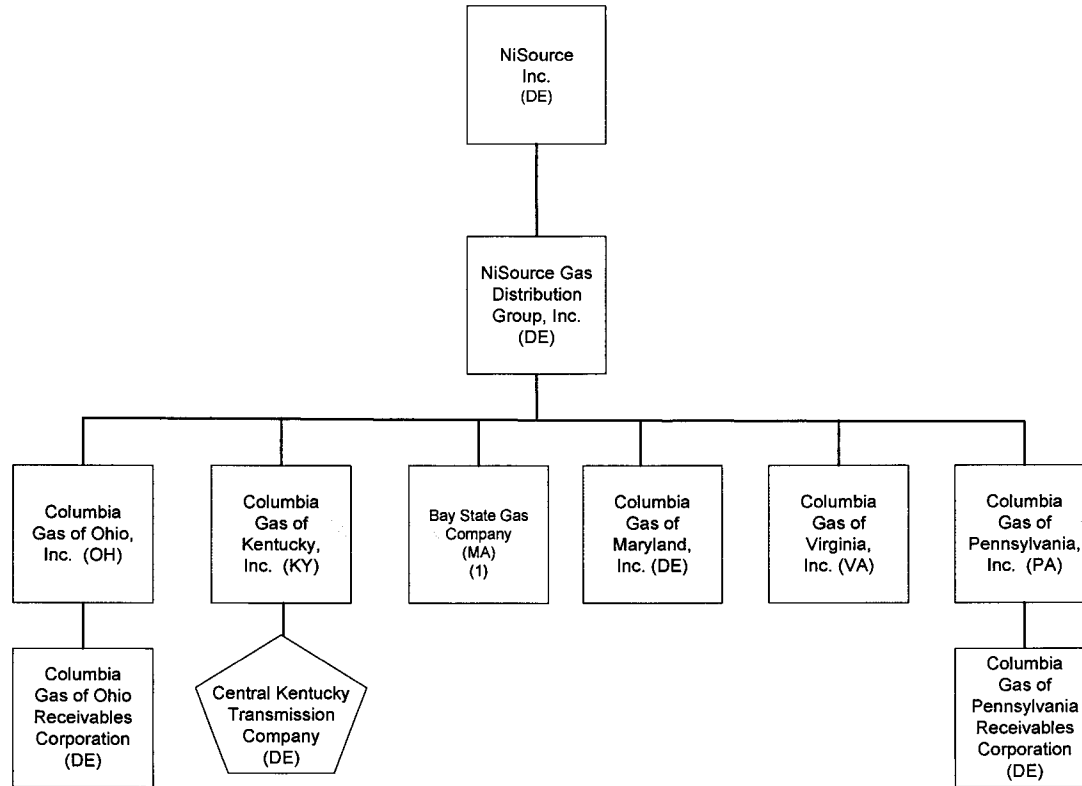 NiSource
Inc.
(DE)
NiSource Gas
Distribution
Group, Inc.
(DE)
Columbia
Gas of Ohio,
Inc. (OH)
Columbia
Gas of
Kentucky,
Inc. (KY)
Bay State Gas
Company
(MA)
(1)
Columbia
Gas of
Maryland,
Inc. (DE)
Columbia
Gas of
Virginia,
Inc. (VA)
Columbia
Gas of
Pennsylvania,
Inc. (PA)
Columbia
Gas of Ohio
Receivables
Corporation
(DE)
Central Kentucky
Transmission
Company
(DE)
Columbia
Gas of
Pennsylvania
Receivables
Corporation
(DE)